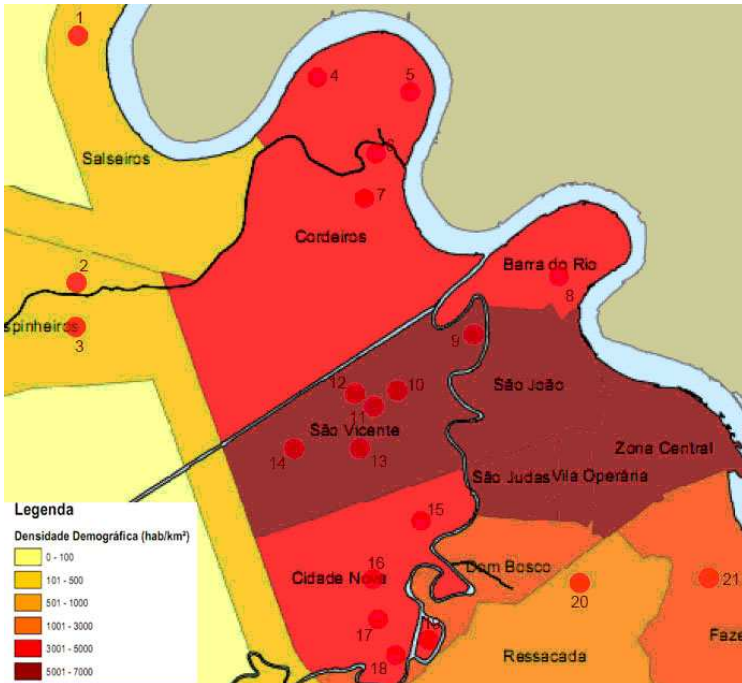 1
4
5
Salseiros
6
7
Cordeiros
2
Barra do Rio
8
spinheiros
3
9
12
10
São João
11
São Vicente
Zona Central
14
13
São Judas
Vila Operária
15
Dom Bosco
16
Cidade Nova
21
20
17
19
Faze
18
Ressacada
Legenda
Densidade Demográfica (hab/km²)
0 - 100
101 - 500
501 - 1000
1001 - 3000
3001 - 5000
5001 - 7000